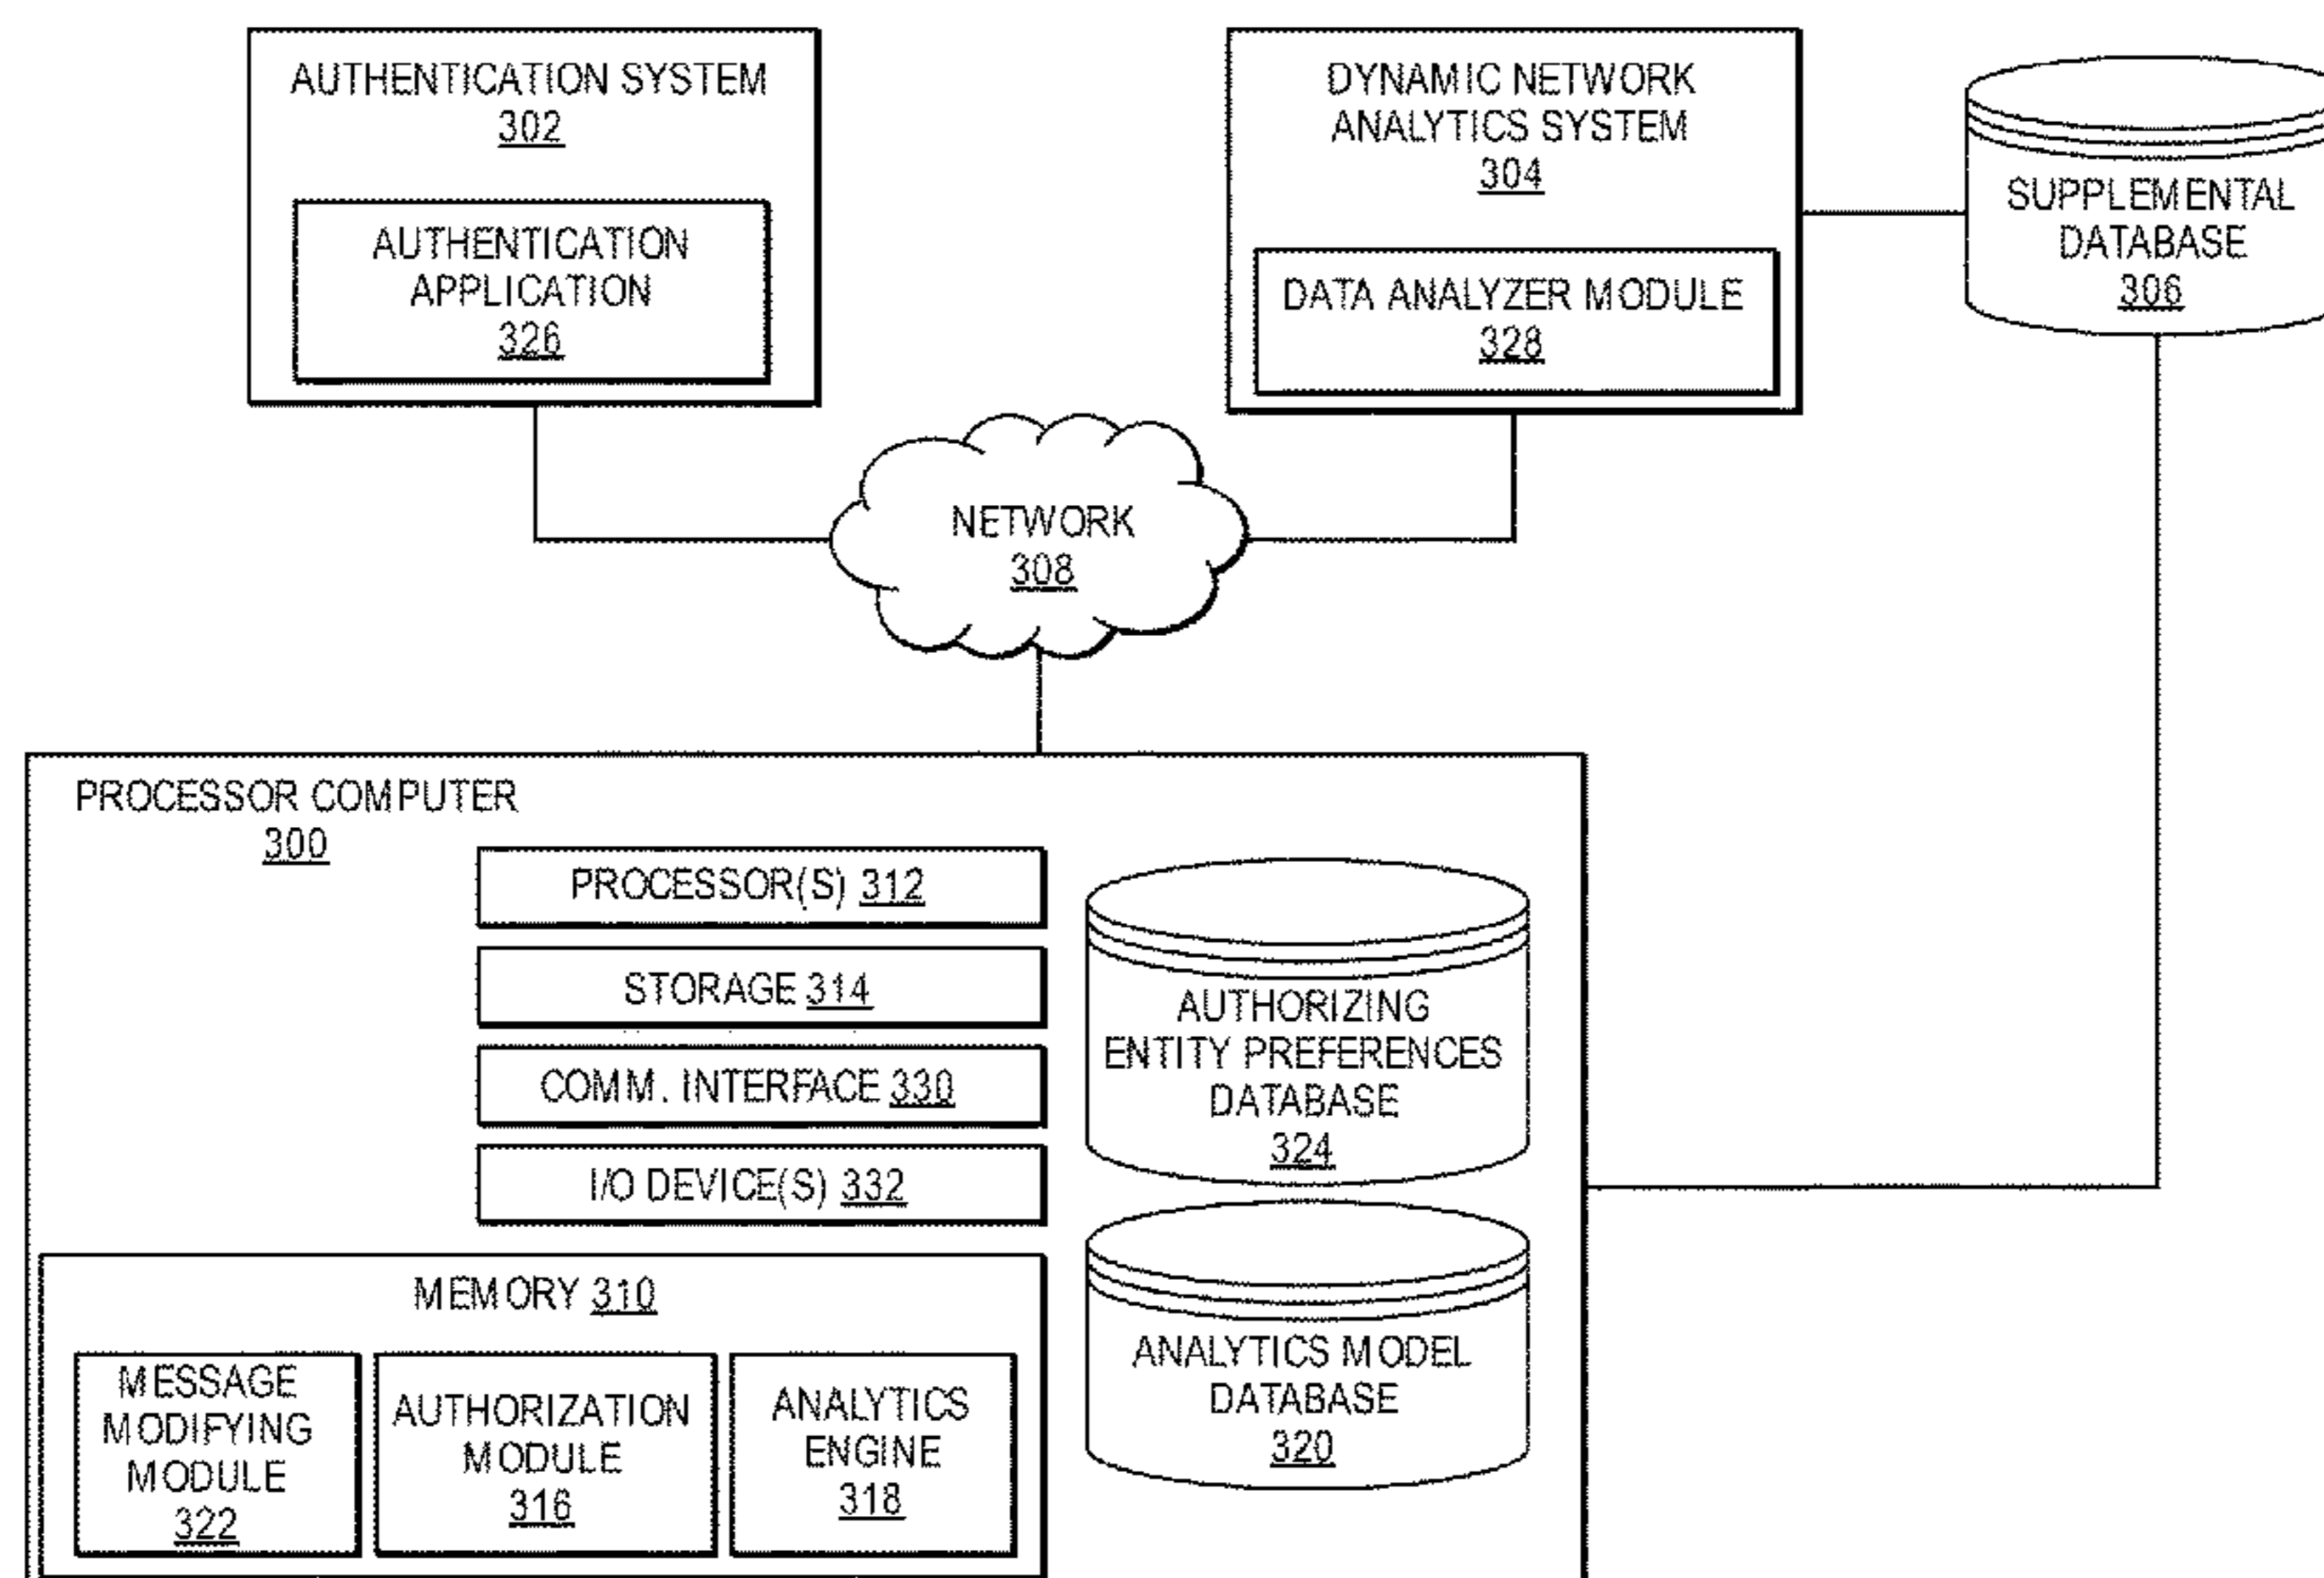 AUTHENTICATION SYSTEM
302
AUTHENTICATION
APPLICATION
326
DYNAMIC NETWORK
ANALYTICS SYSTEM
304
DATA ANALYZER MODULE
328
SUPPLEMENTAL
DATABASE
306
NETWORK
308
PROCESSOR COMPUTER
300
PROCESSOR(S) 312
STORAGE 314
COMM. INTERFACE 330
I/O DEVICE(S) 332
AUTHORIZING
ENTITY PREFERENCES
DATABASE
324
MEMORY 310
MESSAGE
MODIFYING
MODULE
322
AUTHORIZATION
MODULE
316
ANALYTICS
ENGINE
318
ANALYTICS MODEL
DATABASE
320